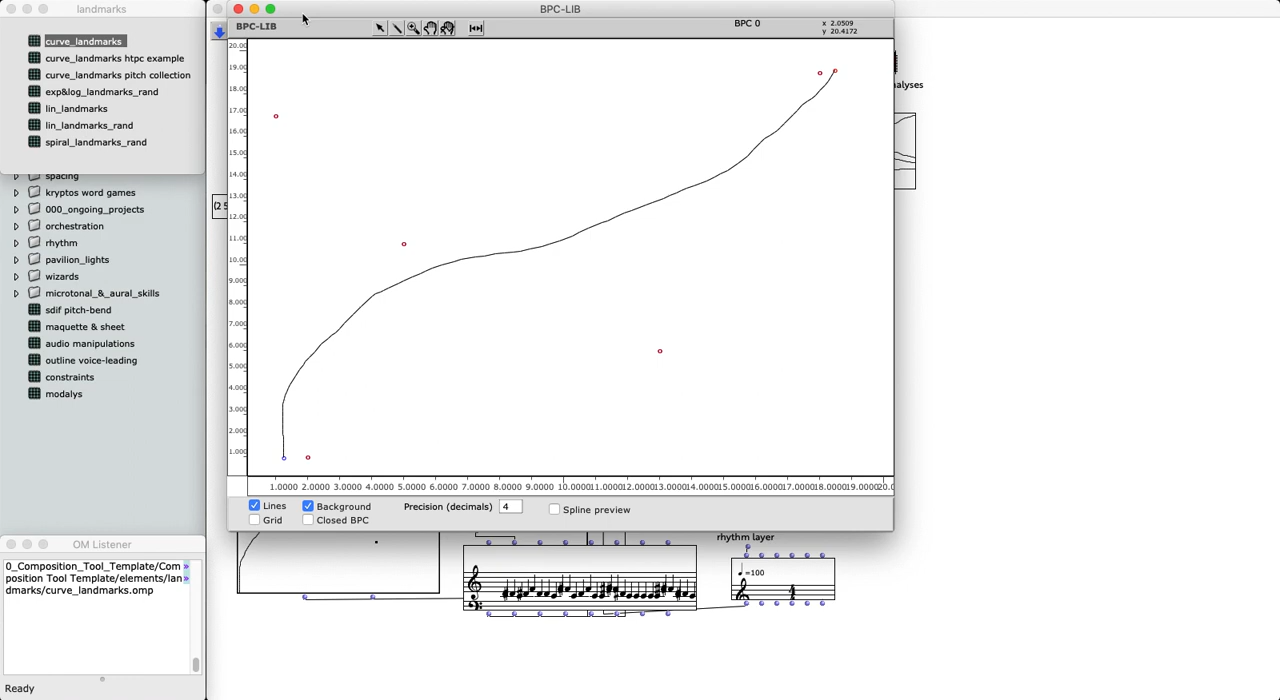 landmarks
curve_landmarks
curve_landmarks htpc example
curve_landmarks pitch collection
exp&log_landmarks_rand
lin_landmarks
lin_landmarks_rand
spiral_landmarks_rand
spacing
kryptos word games
000_ongoing_projects
orchestration
rhythm
pavilion_lights
wizards
microtonal_&_aural_skills
sdif pitch-bend
maquette & sheet
audio manipulations
outline voice-leading
constraints
modalys
OM Listener
0_Composition_Tool_Template/Com
position Tool Template/elements/lan
dmarks/curve_landmarks.omp
Ready
BPC-LIB
BPC-LIB
BPC 0
x 2.0509
y 20.4172
20.00
19.00
18.00
17.00
16.00
15.00
14.00
13.00
12.00
11.00
10.00
9.000
8.000
7.000
6.000
5.000
4.000
3.000
2.000
1.000
1.0000 2.0000 3.0000 4.0000 5.0000 6.0000 7.0000 8.0000 9.0000 10.0000 11.0000 12.0000 13.0000 14.0000 15.0000 16.0000 17.0000 18.0000 19.0000 20.0
Lines
Background
Precision (decimals) 4
Spline preview
Grid
Closed BPC
(2 5
alyses
rhythm layer
=100